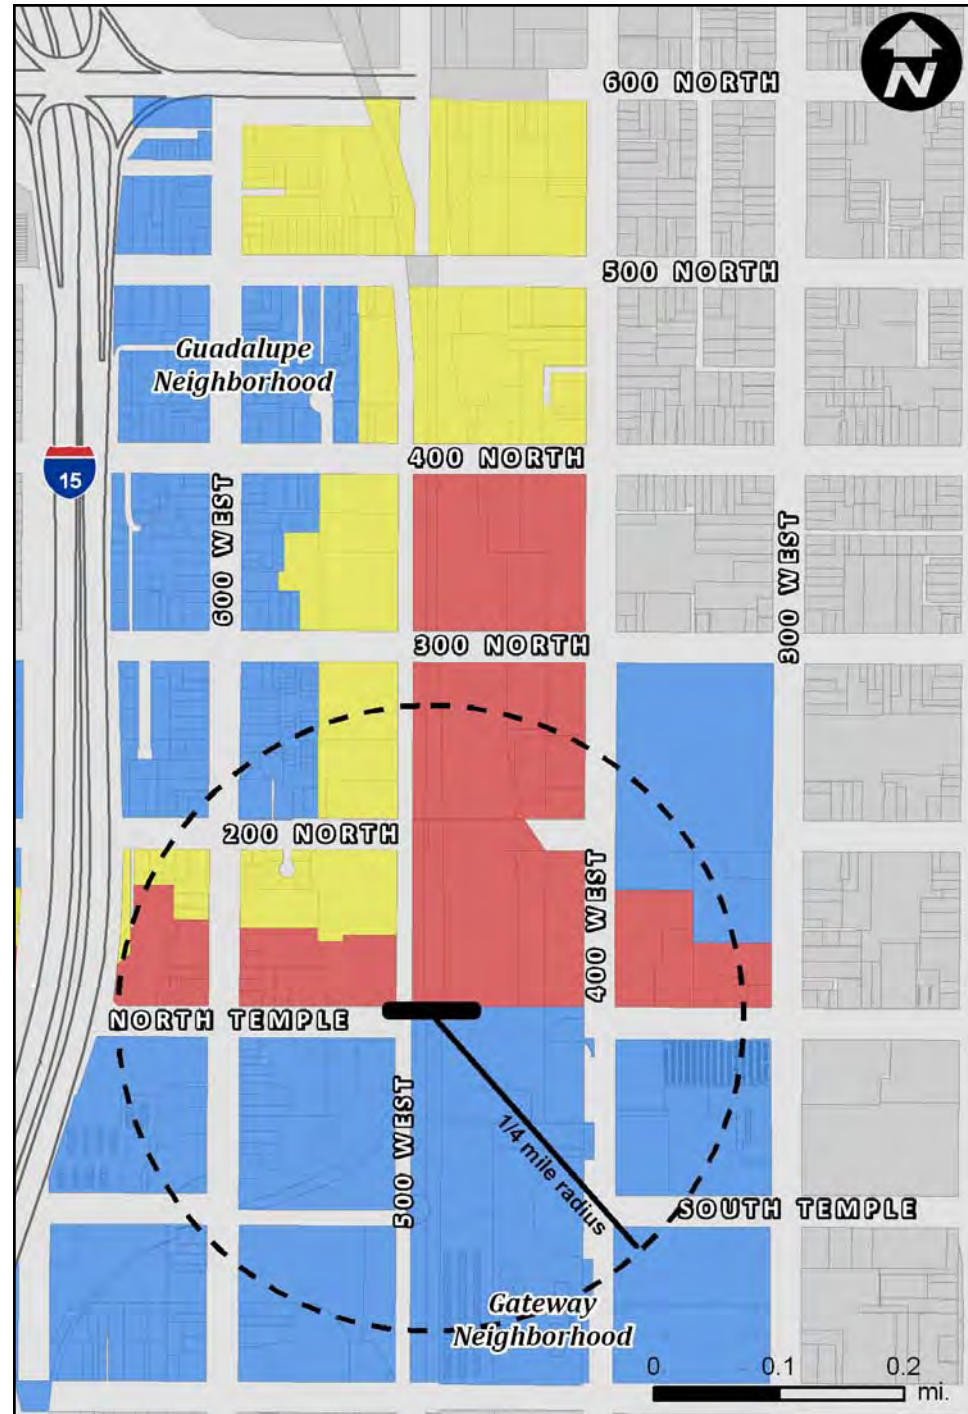 N
600 NORTH
500 NORTH
Guadalupe
Neighborhood
400 NORTH
15
600 WEST
300 WEST
300 NORTH
200 NORTH
400 WEST
NORTH TEMPLE
500 WEST
1/4 mile radius
SOUTH TEMPLE
Gateway
Neighborhood
0 0.1 0.2
mi.